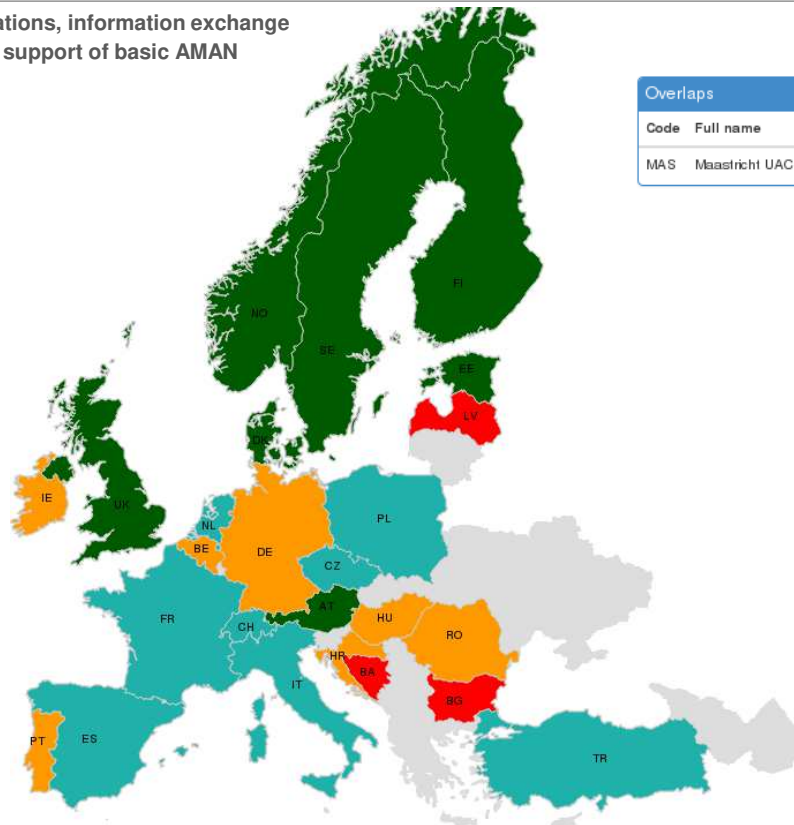 ations, information exchange
support of basic AMAN
Overlaps
Code Full name
MAS Maastricht UAC
NO
FI
SE
EE
LV
DK
IE
UK
NL
PL
BE
DE
CZ
FR
AT
CH
HU
RO
HR
BA
IT
BG
PT
ES
TR